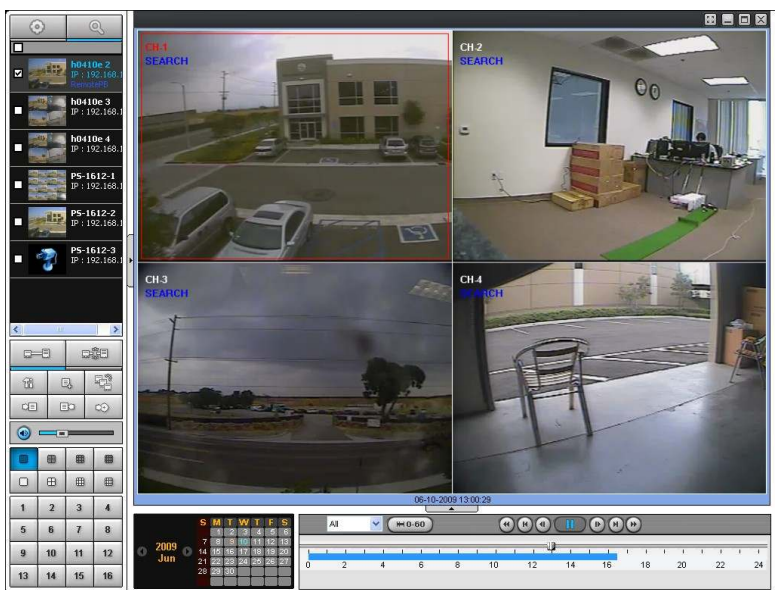 h0410e 2
IP : 192.168.1
RemotePB
h0410e 3
IP : 192.168.1
h0410e 4
IP : 192.168.1
PS-1612-1
IP : 192.168.1
PS-1612-2
IP : 192.168.1
PS-1612-3
IP : 192.168.1
1 2 3 4
5 6 7 8
9 10 11 12
13 14 15 16
CH-1
SEARCH
CH-2
SEARCH
CH-3
SEARCH
CH-4
SEARCH
06-10-2009 13:00:29
2009
Jun
S M T W T F S
1 2 3 4 5 6
7 8 9 10 11 12 13
14 15 16 17 18 19 20
21 22 23 24 25 26 27
28 29 30
All
0-60
0 2 4 6 8 10 12 14 16 18 20 22 24